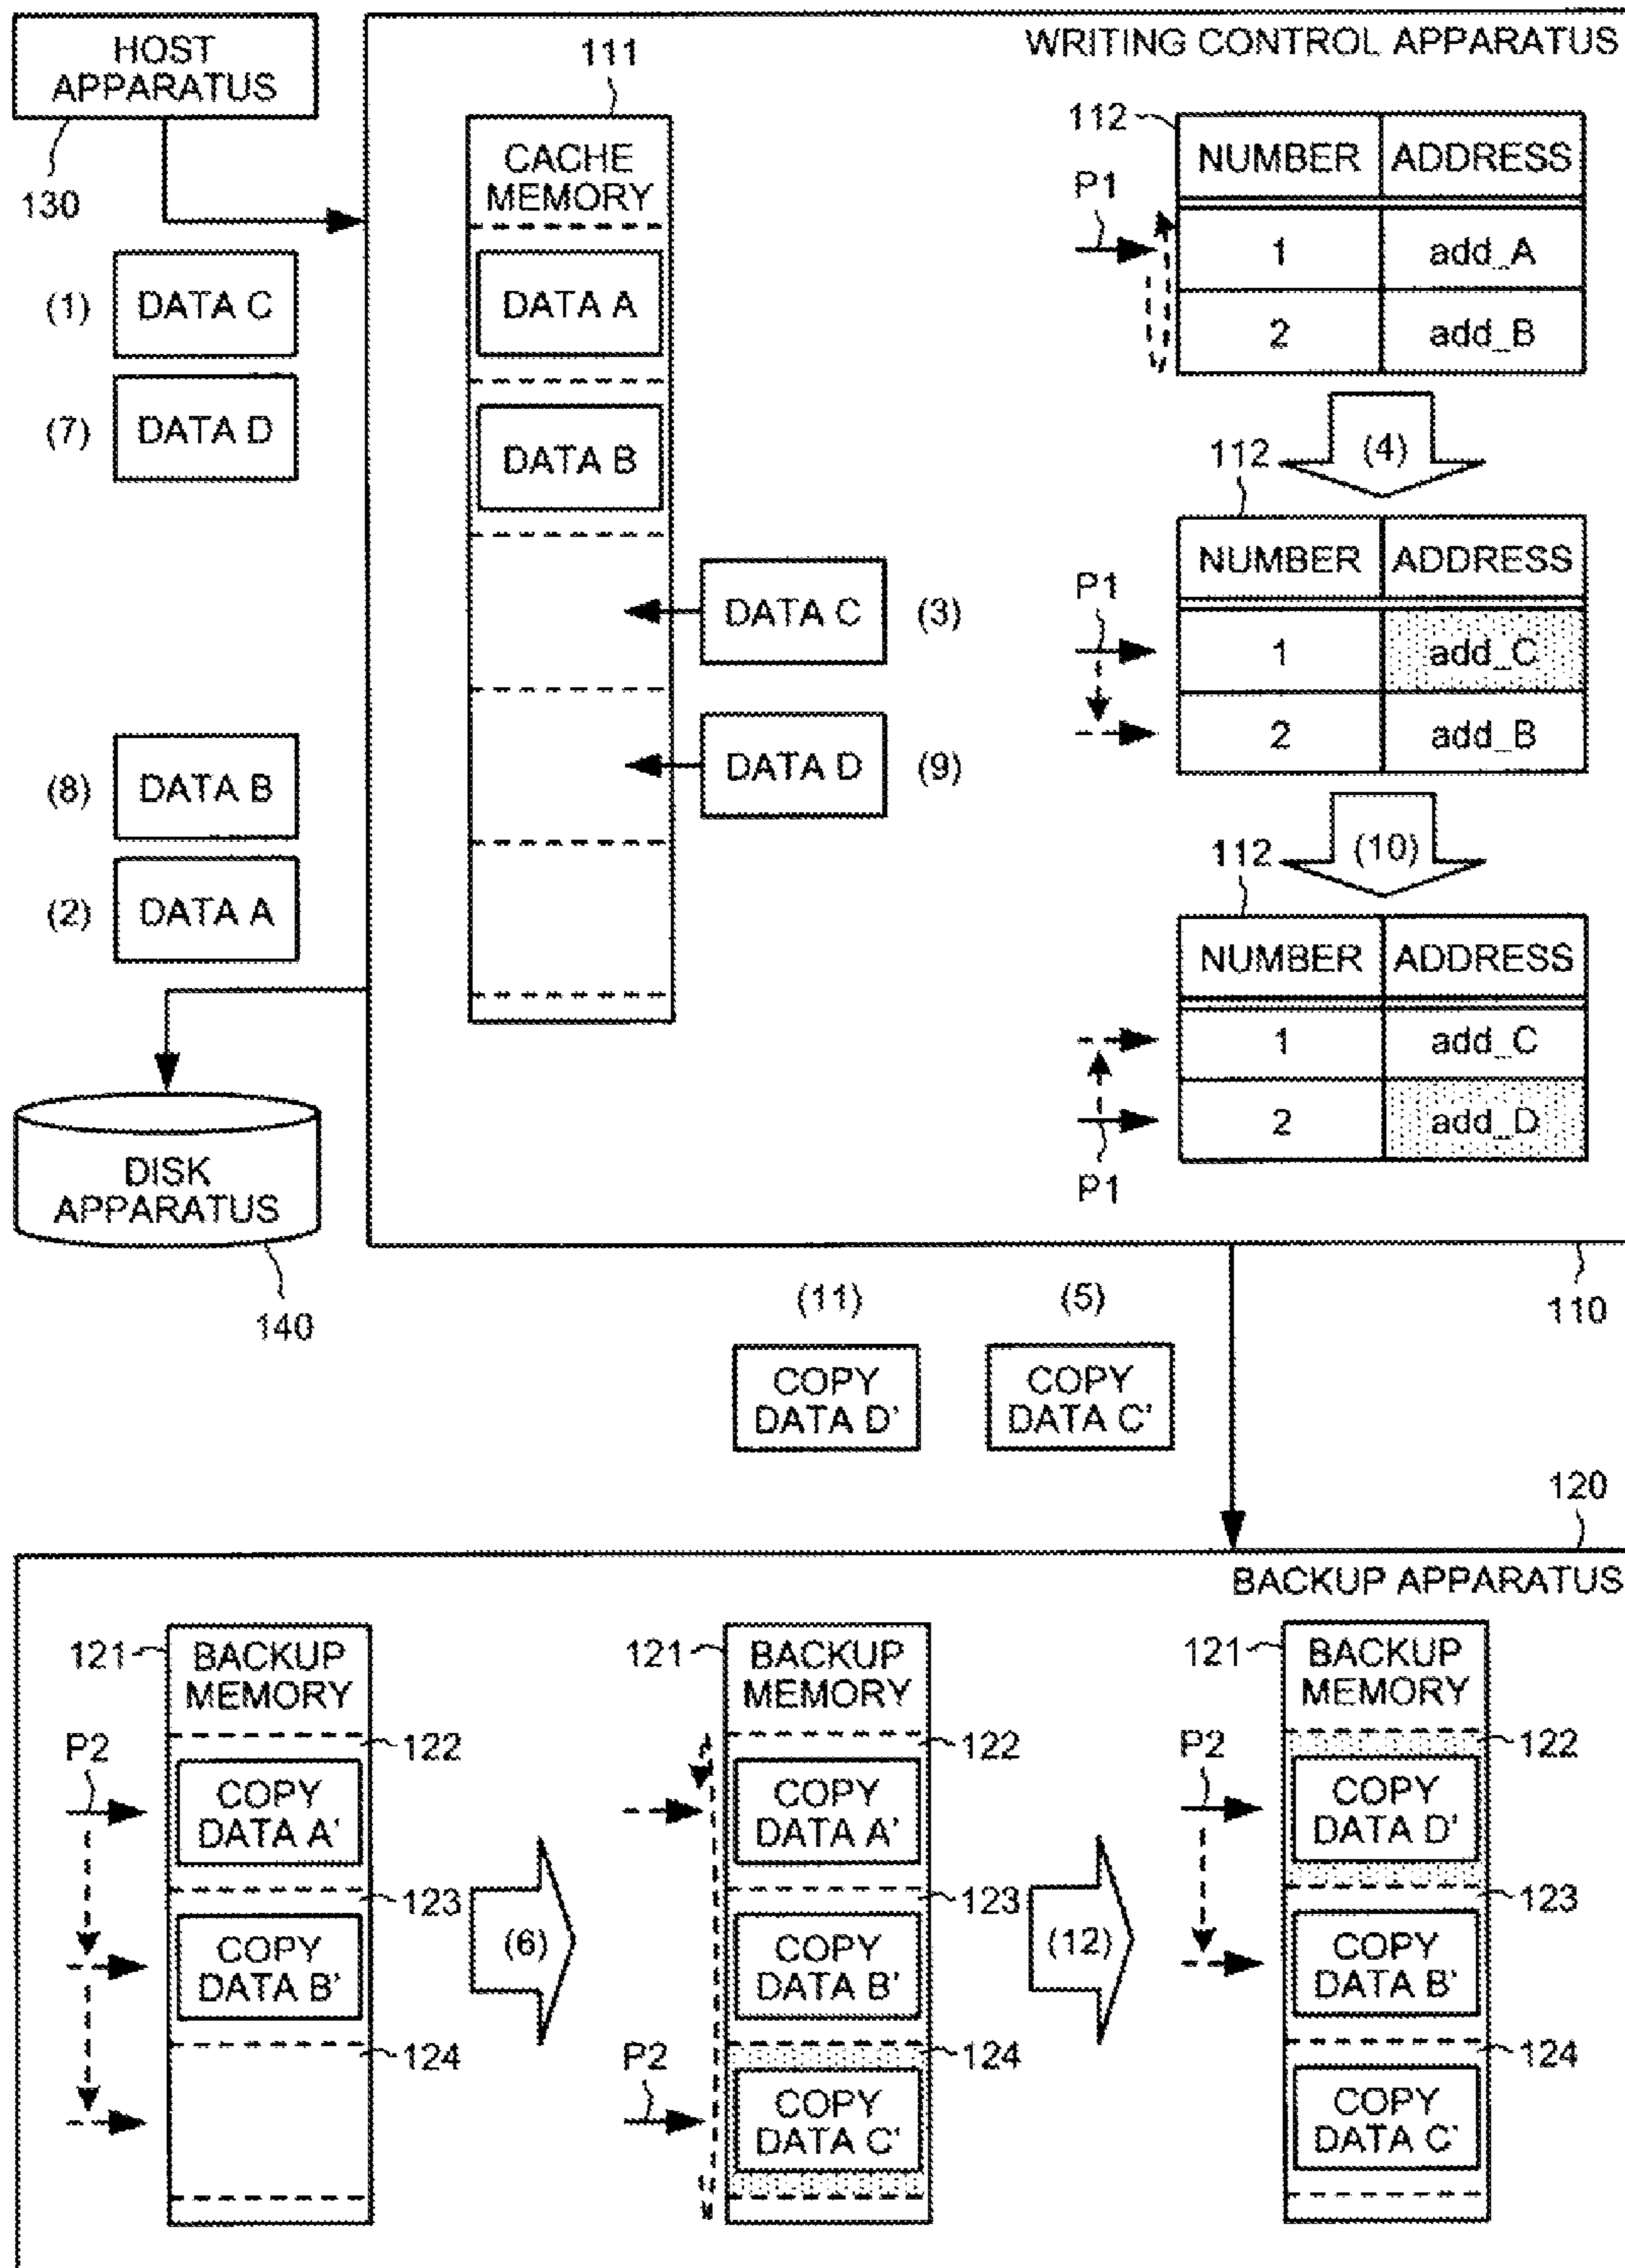 HOST
APPARATUS
130
WRITING CONTROL APPARATUS
111
CACHE
MEMORY
DATA A
DATA B
(1) DATA C
(7) DATA D
(8) DATA B
(2) DATA A
DATA C (3)
DATA D (9)
DISK
APPARATUS
140
112
NUMBER ADDRESS
P1
1 add_A
2 add_B
(4)
112
NUMBER ADDRESS
P1
1 add_C
2 add_B
(10)
112
NUMBER ADDRESS
1 add_C
2 add_D
P1
110
(11) (5)
COPY
DATA D'
COPY
DATA C'
120
BACKUP APPARATUS
121
BACKUP
MEMORY
P2
122
COPY
DATA A'
123
COPY
DATA B'
124
(6)
121
BACKUP
MEMORY
122
COPY
DATA A'
123
COPY
DATA B'
P2
124
COPY
DATA C'
(12)
121
BACKUP
MEMORY
P2
122
COPY
DATA D'
123
COPY
DATA B'
124
COPY
DATA C'